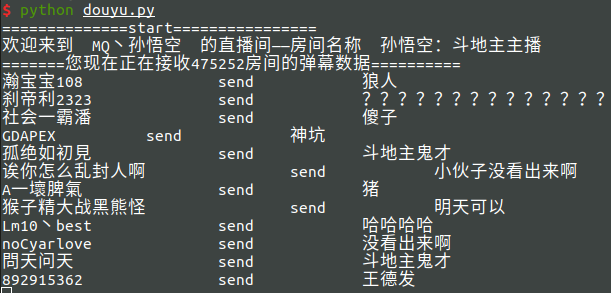 $ python douyu.py
==============start================
欢迎来到  MQ丶孙悟空  的直播间——房间名称  孙悟空: 斗地主主播
=======您现在正在接收475252房间的弹幕数据==========
瀚宝宝108 send 狼人
刹帝利2323 send ？？？？？？？？？？？？？？
社会一霸潘 send 傻子
GDAPEX send 神坑
孤绝如初見 send 斗地主鬼才
诶你怎么乱封人啊 send 小伙子没看出来啊
A一壞脾氣 send 猪
猴子精大战黑熊怪 send 明天可以
Lm10丶best send 哈哈哈哈
noCyarlove send 没看出来啊
問天问天 send 斗地主鬼才
892915362 send 王德发